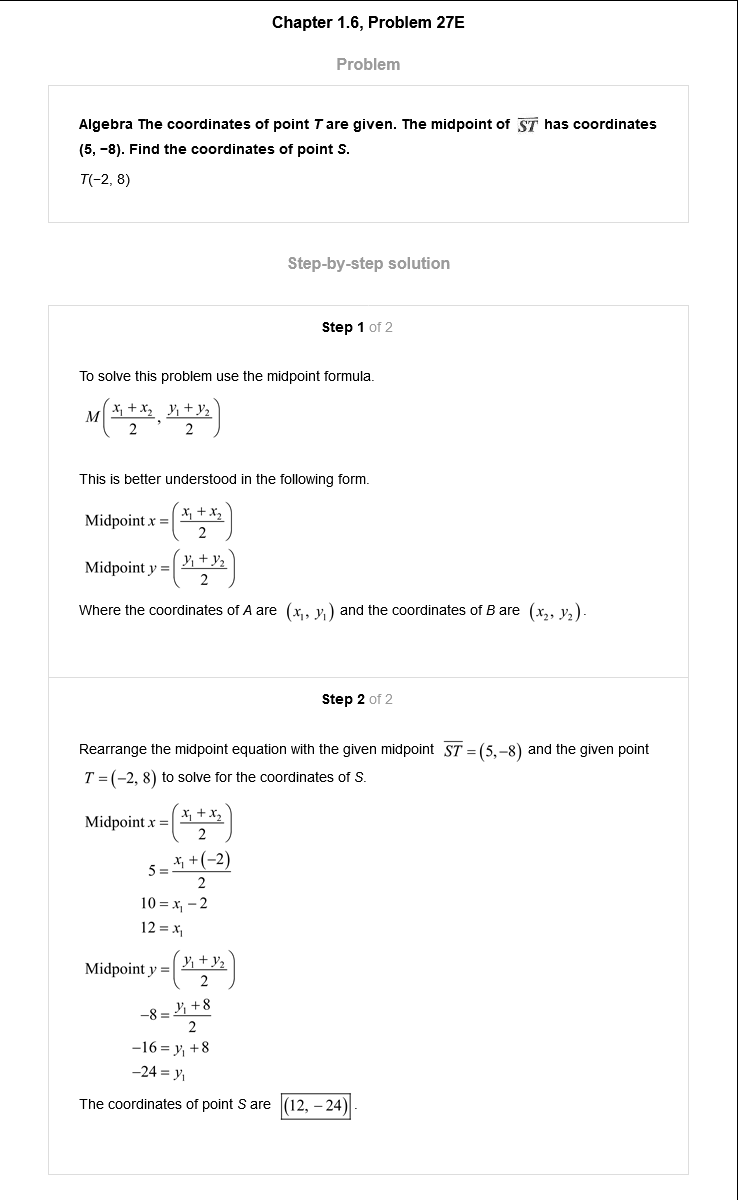 Chapter 1.6, Problem 27E
Problem
Algebra The coordinates of point T are given. The midpoint of $\overline{ST}$ has coordinates
(5, −8). Find the coordinates of point S.
T(−2, 8)
Step-by-step solution
Step 1 of 2
To solve this problem use the midpoint formula.
$M\left(\frac{x_1+x_2}{2}, \frac{y_1+y_2}{2}\right)$
This is better understood in the following form.
$\text{Midpoint } x = \left(\frac{x_1+x_2}{2}\right)$
$\text{Midpoint } y = \left(\frac{y_1+y_2}{2}\right)$
Where the coordinates of A are $(x_1, y_1)$ and the coordinates of B are $(x_2, y_2)$.
Step 2 of 2
Rearrange the midpoint equation with the given midpoint $\overline{ST} = (5, -8)$ and the given point
$T = (-2, 8)$ to solve for the coordinates of S.
$\text{Midpoint } x = \left(\frac{x_1+x_2}{2}\right)$
$5 = \frac{x_1+(-2)}{2}$
$10 = x_1 - 2$
$12 = x_1$
$\text{Midpoint } y = \left(\frac{y_1+y_2}{2}\right)$
$-8 = \frac{y_1+8}{2}$
$-16 = y_1 + 8$
$-24 = y_1$
The coordinates of point S are $\boxed{(12, -24)}$.